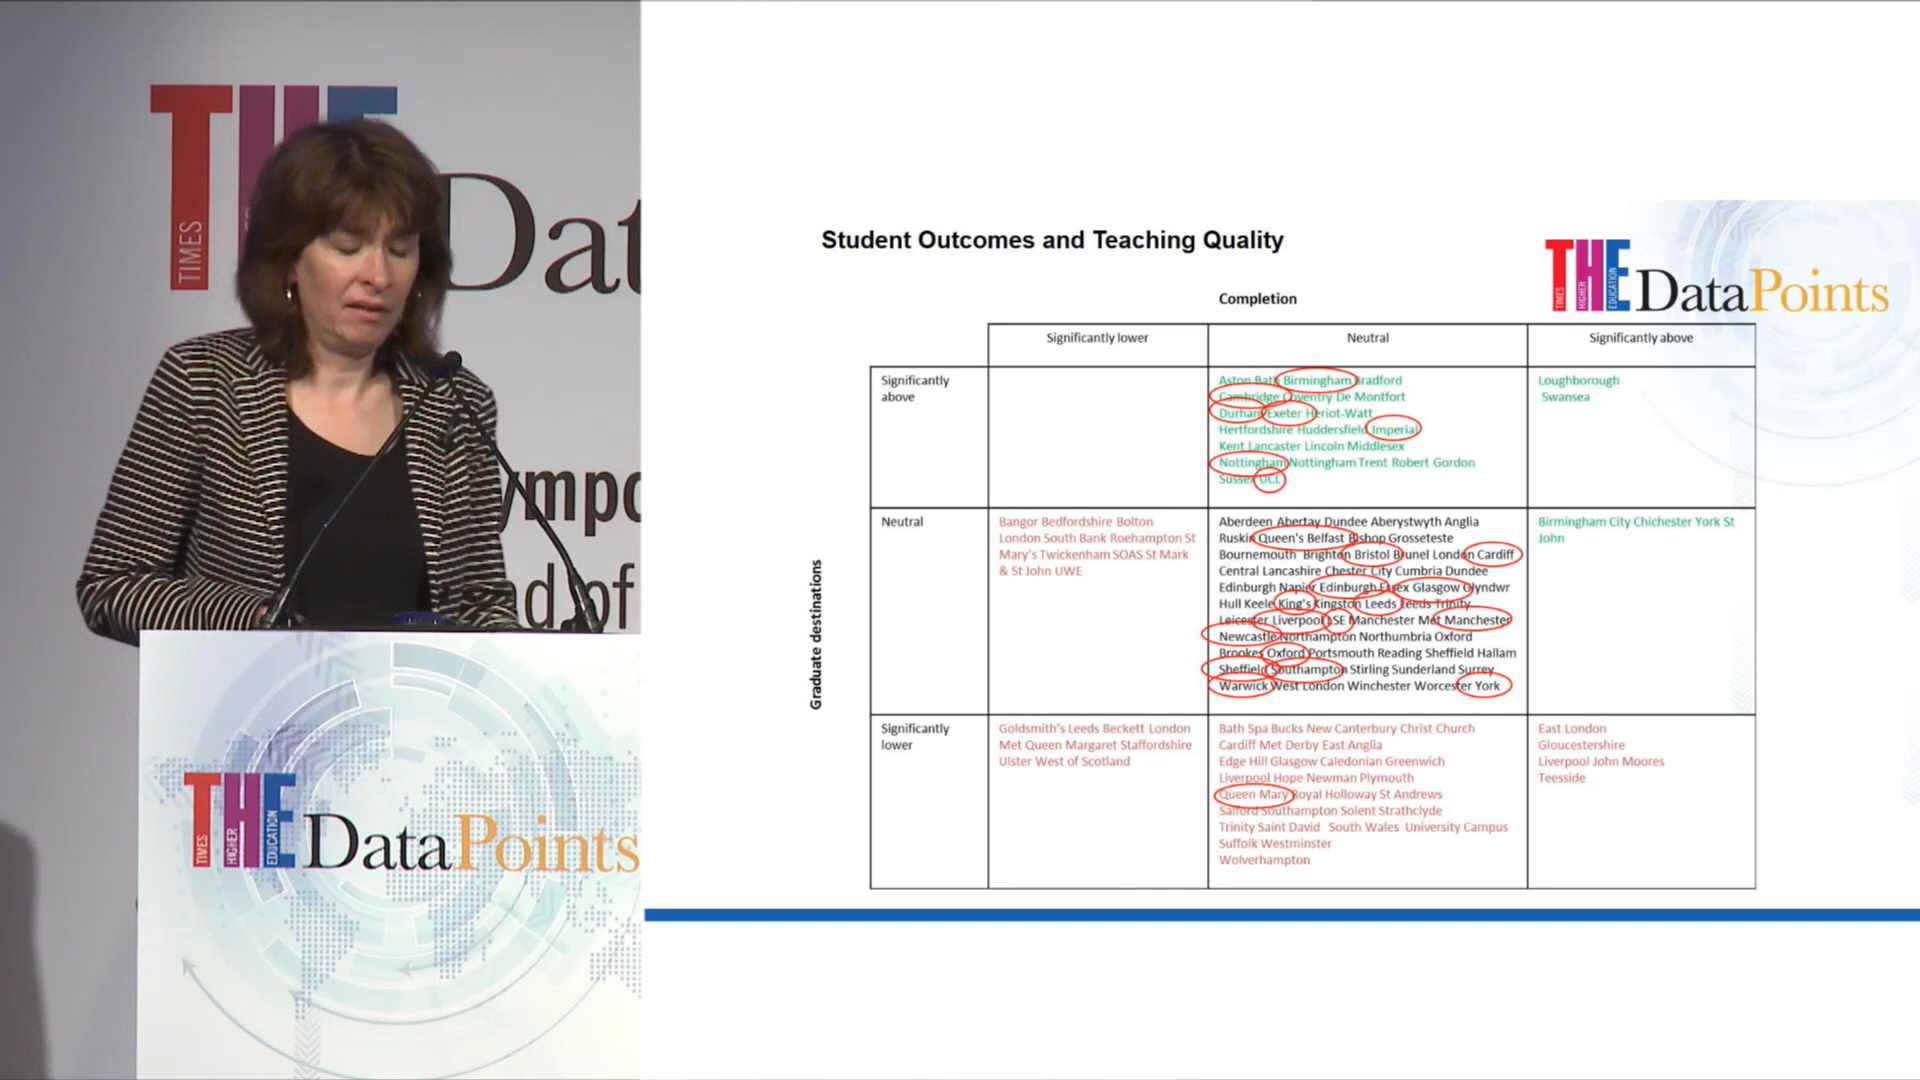 THE
TIMES
Dat
ympo
nd of
THE
TIMES
HIGHER
EDUCATION
DataPoints
Student Outcomes and Teaching Quality
THE
TIMES
HIGHER
EDUCATION
DataPoints
Completion
Significantly lower
Neutral
Significantly above
Graduate destinations
Significantly
above
Aston Bath Birmingham Bradford
Cambridge Coventry De Montfort
Durham Exeter Heriot-Watt
Hertfordshire Huddersfield Imperial
Kent Lancaster Lincoln Middlesex
Nottingham Nottingham Trent Robert Gordon
Sussex UCL
Loughborough
Swansea
Neutral
Bangor Bedfordshire Bolton
London South Bank Roehampton St
Mary's Twickenham SOAS St Mark
& St John UWE
Aberdeen Abertay Dundee Aberystwyth Anglia
Ruskin Queen's Belfast Bishop Grosseteste
Bournemouth Brighton Bristol Brunel London Cardiff
Central Lancashire Chester City Cumbria Dundee
Edinburgh Napier Edinburgh Essex Glasgow Glyndwr
Hull Keele King's Kingston Leeds Leeds Trinity
Leicester Liverpool LSE Manchester Met Manchester
Newcastle Northampton Northumbria Oxford
Brookes Oxford Portsmouth Reading Sheffield Hallam
Sheffield Southampton Stirling Sunderland Surrey
Warwick West London Winchester Worcester York
Birmingham City Chichester York St
John
Significantly
lower
Goldsmith's Leeds Beckett London
Met Queen Margaret Staffordshire
Ulster West of Scotland
Bath Spa Bucks New Canterbury Christ Church
Cardiff Met Derby East Anglia
Edge Hill Glasgow Caledonian Greenwich
Liverpool Hope Newman Plymouth
Queen Mary Royal Holloway St Andrews
Salford Southampton Solent Strathclyde
Trinity Saint David South Wales University Campus
Suffolk Westminster
Wolverhampton
East London
Gloucestershire
Liverpool John Moores
Teesside